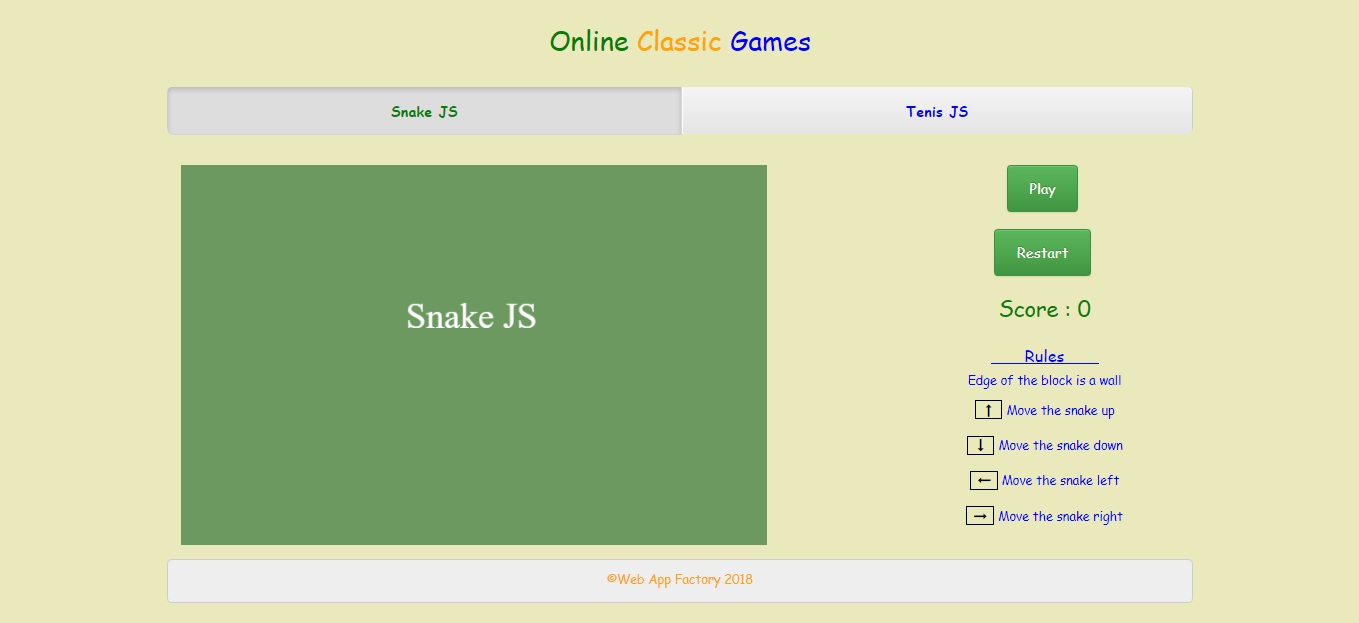 Online Classic Games
Snake JS
Tenis JS
Snake JS
Play
Restart
Score : 0
Rules
Edge of the block is a wall
↑ Move the snake up
↓ Move the snake down
← Move the snake left
→ Move the snake right
©Web App Factory 2018